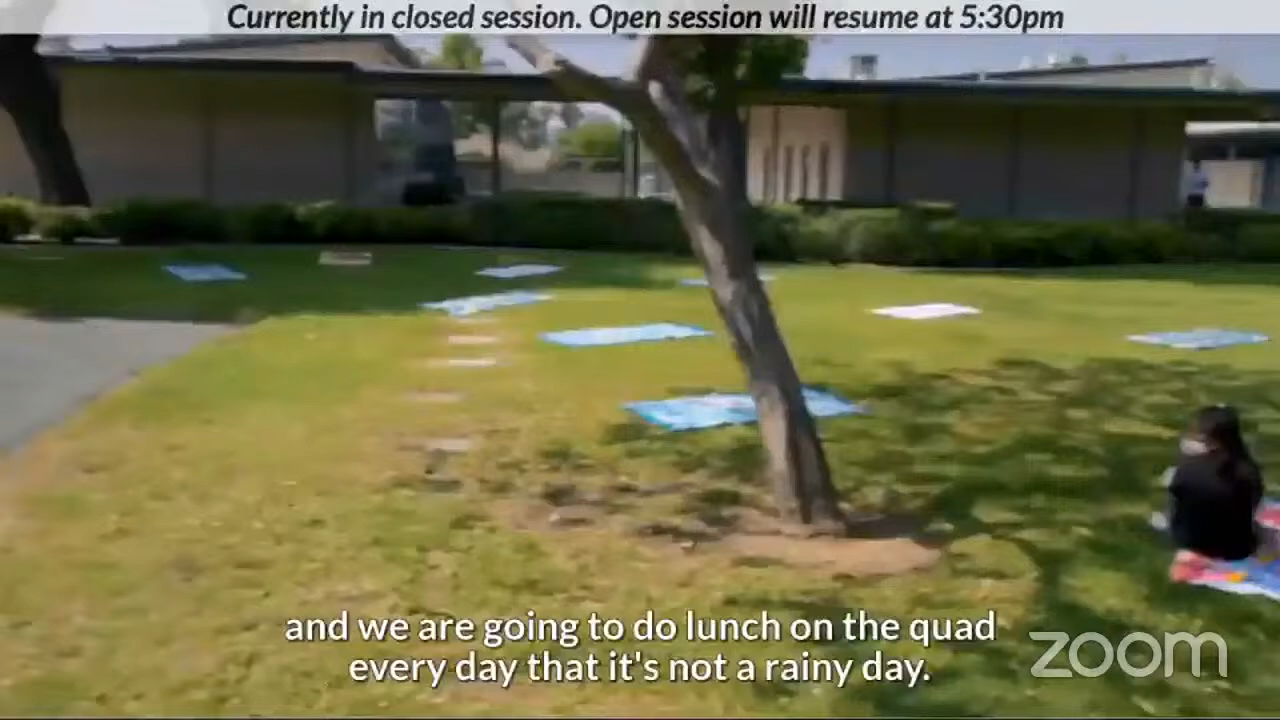 Currently in closed session. Open session will resume at 5:30pm
and we are going to do lunch on the quad
every day that it's not a rainy day.
zoom